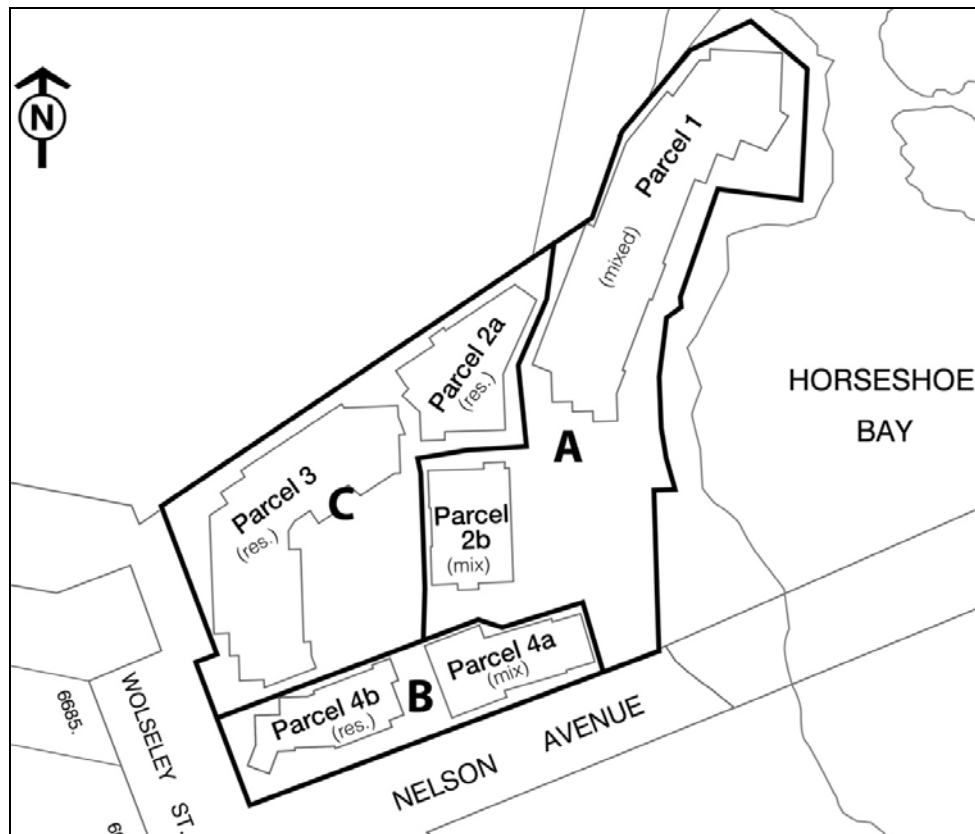 N
Parcel 1
(mixed)
Parcel 2a
(res.)
HORSESHOE
BAY
A
Parcel 3
(res.)
C
Parcel
2b
(mix)
Parcel 4a
(mix)
B
Parcel 4b
(res.)
6685.
WOLSELEY ST.
NELSON AVENUE